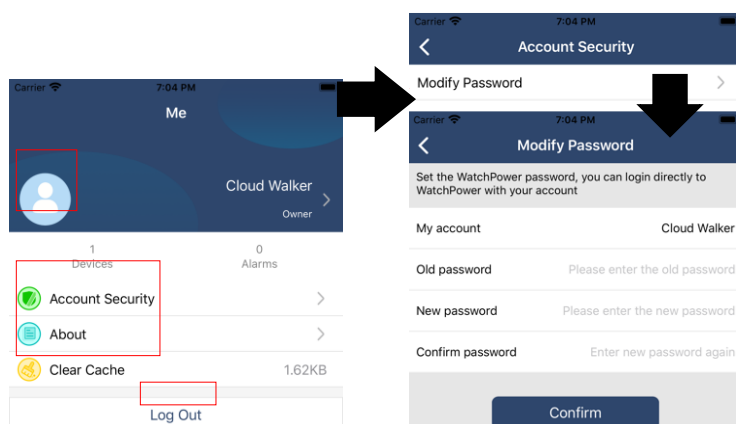 Carrier 7:04 PM
Me
Cloud Walker
Owner
1 0
Devices Alarms
Account Security
About
Clear Cache 1.62KB
Log Out
Carrier 7:04 PM
Account Security
Modify Password
Carrier 7:04 PM
Modify Password
Set the WatchPower password, you can login directly to
WatchPower with your account
My account Cloud Walker
Old password Please enter the old password
New password Please enter the new password
Confirm password Enter new password again
Confirm